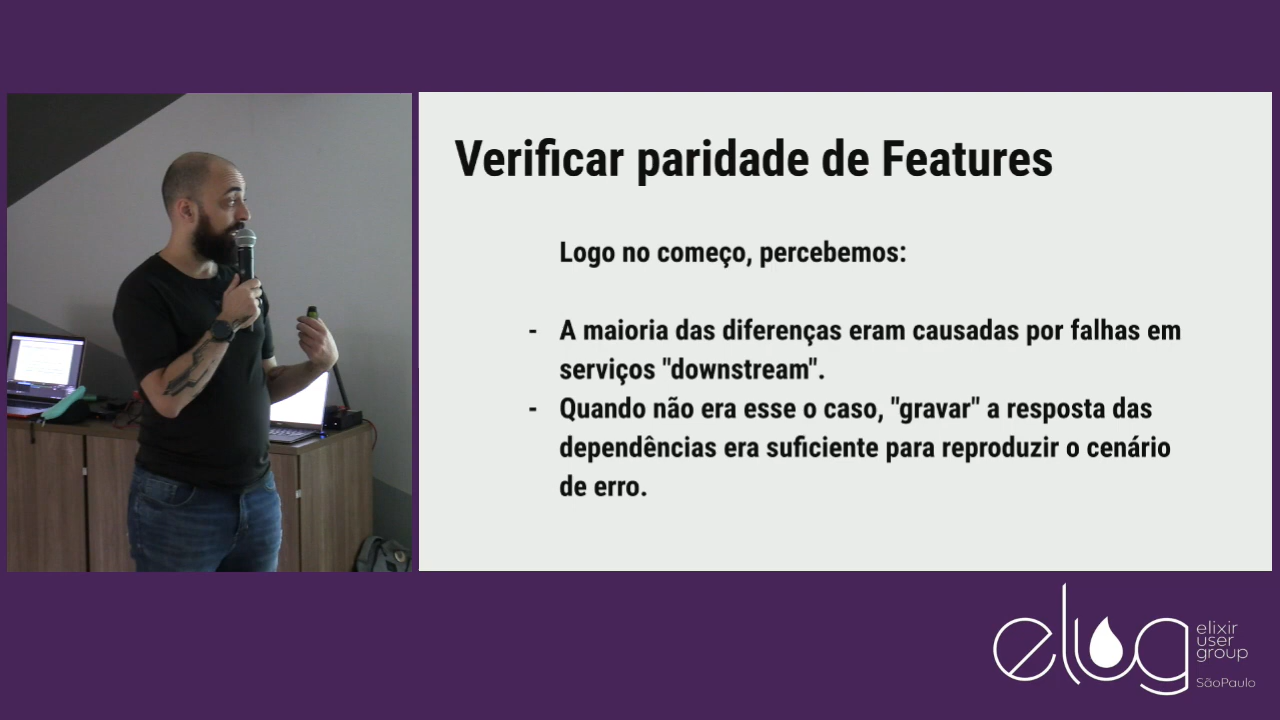 Verificar paridade de Features
Logo no começo, percebemos:
- A maioria das diferenças eram causadas por falhas em
serviços "downstream".
- Quando não era esse o caso, "gravar" a resposta das
dependências era suficiente para reproduzir o cenário
de erro.
elug
elixir
user
group
SãoPaulo